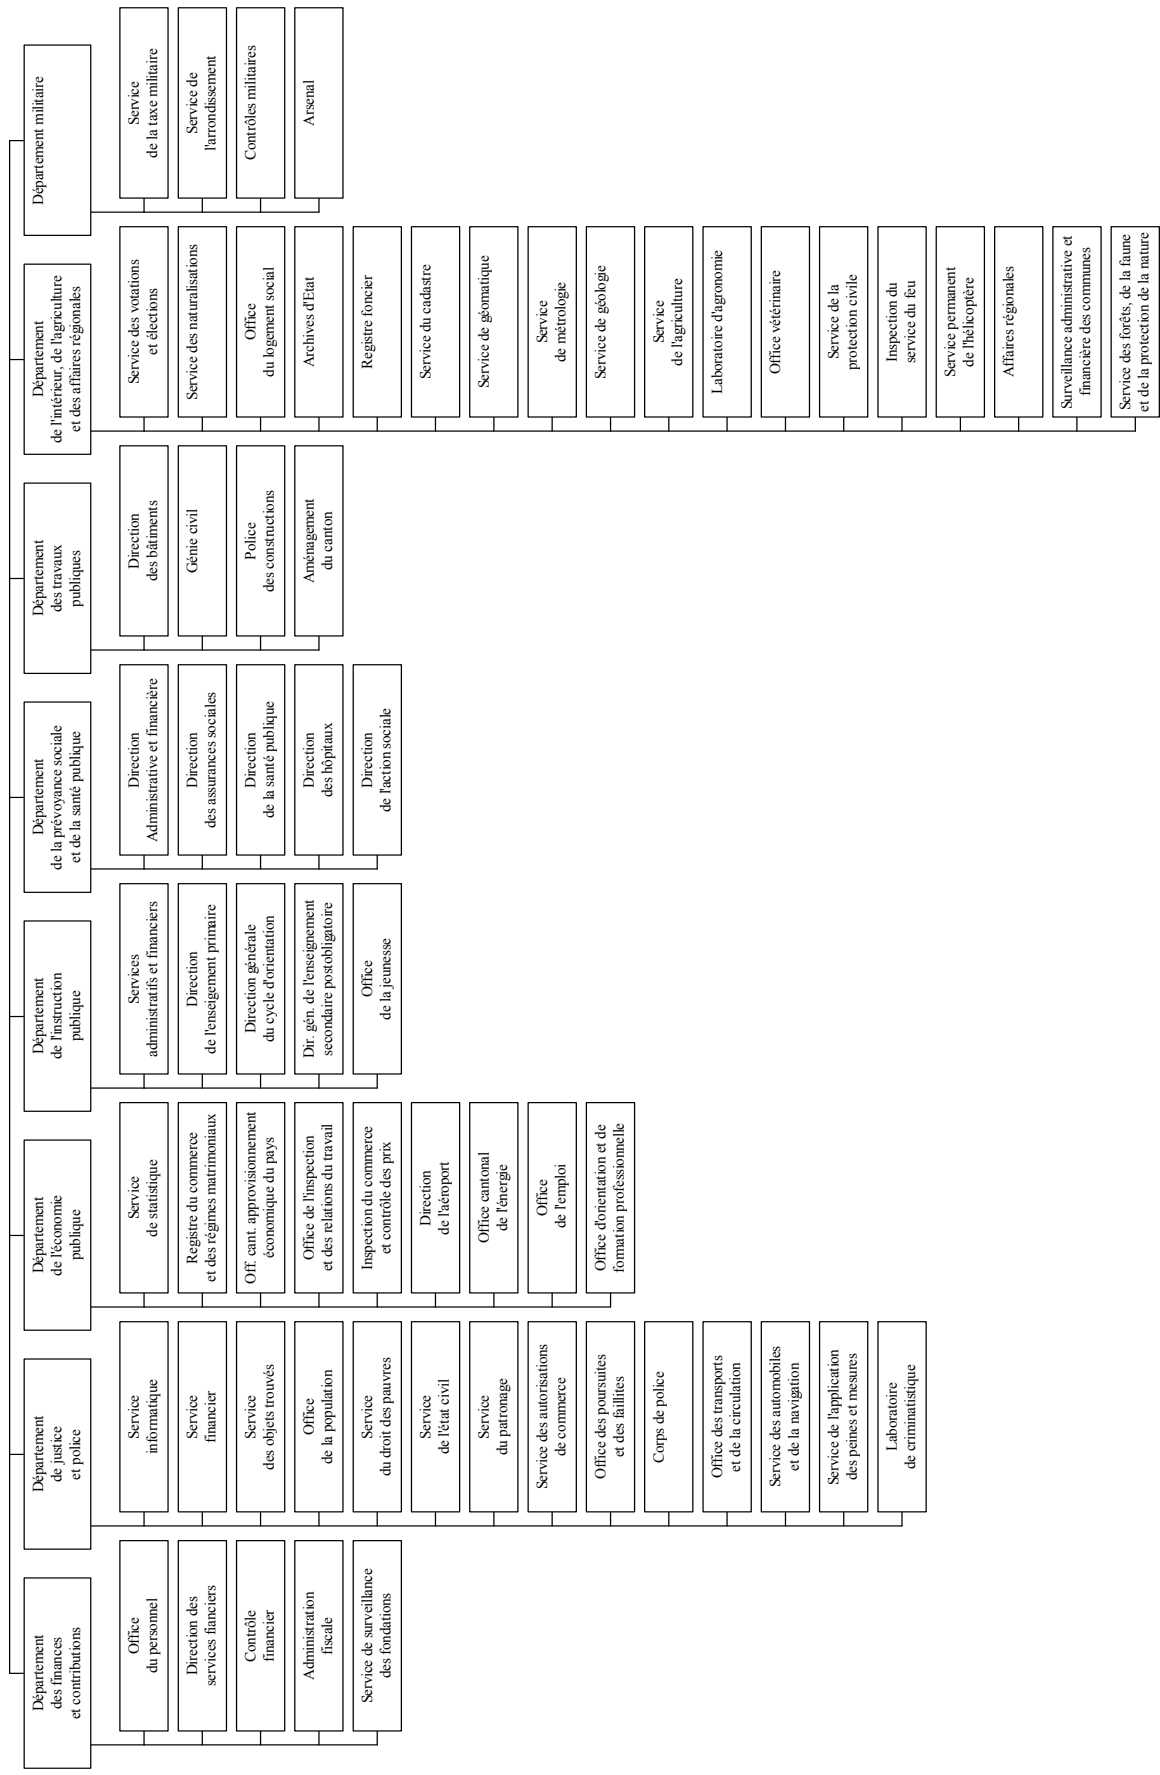 Département
des finances
et contributions
Office
du personnel
Direction des
services fianciers
Contrôle
financier
Administration
fiscale
Service de surveillance
des fondations
Département
de justice
et police
Service
informatique
Service
financier
Service
des objets trouvés
Office
de la population
Service
du droit des pauvres
Service
de l'état civil
Service
du patronage
Service des autorisations
de commerce
Office des poursuites
et des faillites
Corps de police
Office des transports
et de la circulation
Service des automobiles
et de la navigation
Service de l'application
des peines et mesures
Laboratoire
de criminatistique
Département
de l'économie
publique
Service
de statistique
Registre du commerce
et des régimes matrimoniaux
Off. cant. approvisionnement
économique du pays
Office de l'inspection
et des relations du travail
Inspection du commerce
et contrôle des prix
Direction
de l'aéroport
Office cantonal
de l'énergie
Office
de l'emploi
Office d'orientation et de
formation professionnelle
Département
de l'instruction
publique
Services
administratifs et financiers
Direction
de l'enseigement primaire
Direction générale
du cycle d'orientation
Dir. gén. de l'enseignement
secondaire postobligatoire
Office
de la jeunesse
Département
de la prévoyance sociale
et de la santé publique
Direction
Administrative et financière
Direction
des assurances sociales
Direction
de la santé publique
Direction
des hôpitaux
Direction
de l'action sociale
Département
des travaux
publiques
Direction
des bâtiments
Génie civil
Police
des constructions
Aménagement
du canton
Département
de l'intérieur, de l'agriculture
et des affaires régionales
Service des votations
et élections
Service des naturalisations
Office
du logement social
Archives d'Etat
Registre foncier
Service du cadastre
Service de géomatique
Service
de métrologie
Service de géologie
Service
de l'agriculture
Laboratoire d'agronomie
Office vétérinaire
Service de la
protection civile
Inspection du
service du feu
Service permanent
de l'hélicoptère
Affaires régionales
Surveillance administrative et
financière des communes
Service des forêts, de la faune
et de la protection de la nature
Département militaire
Service
de la taxe militaire
Service de
l'arrondissement
Contrôles militaires
Arsenal